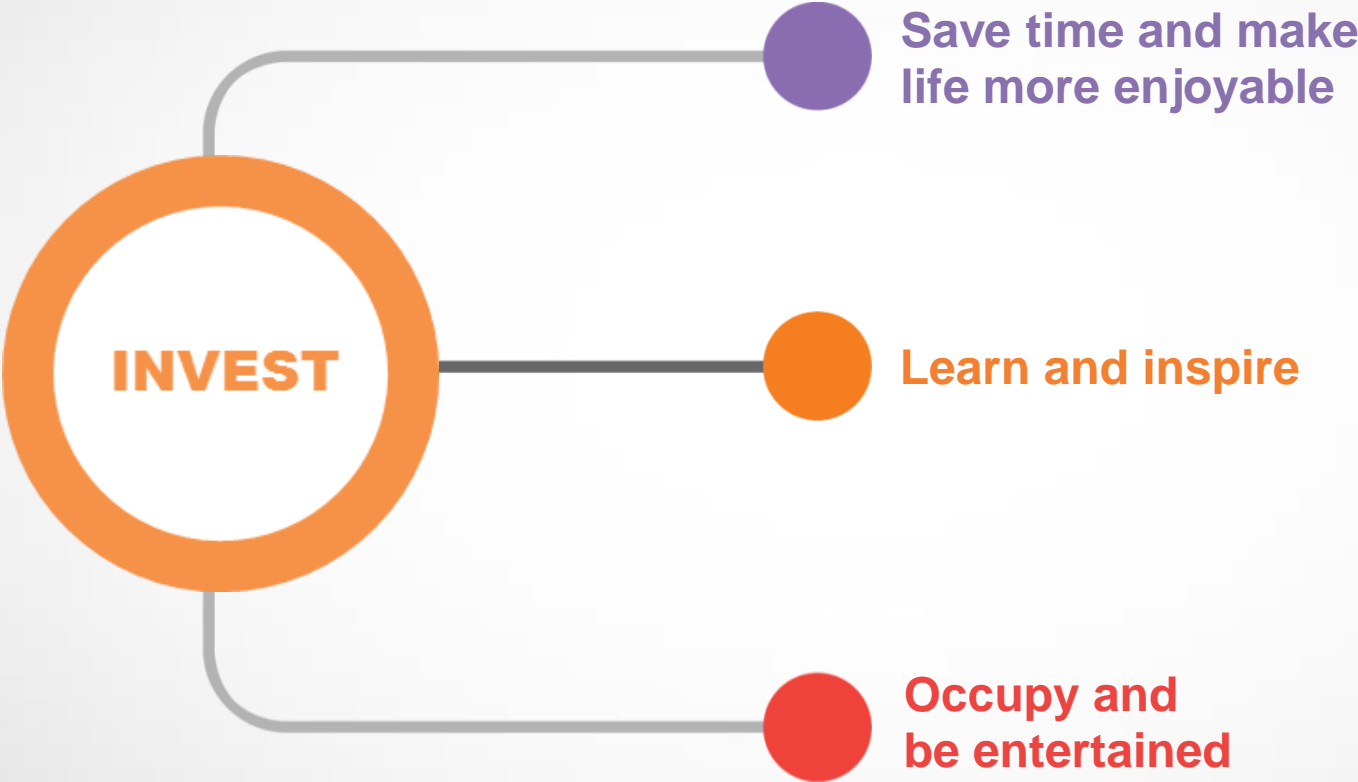 Save time and make
life more enjoyable
INVEST
Learn and inspire
Occupy and
be entertained